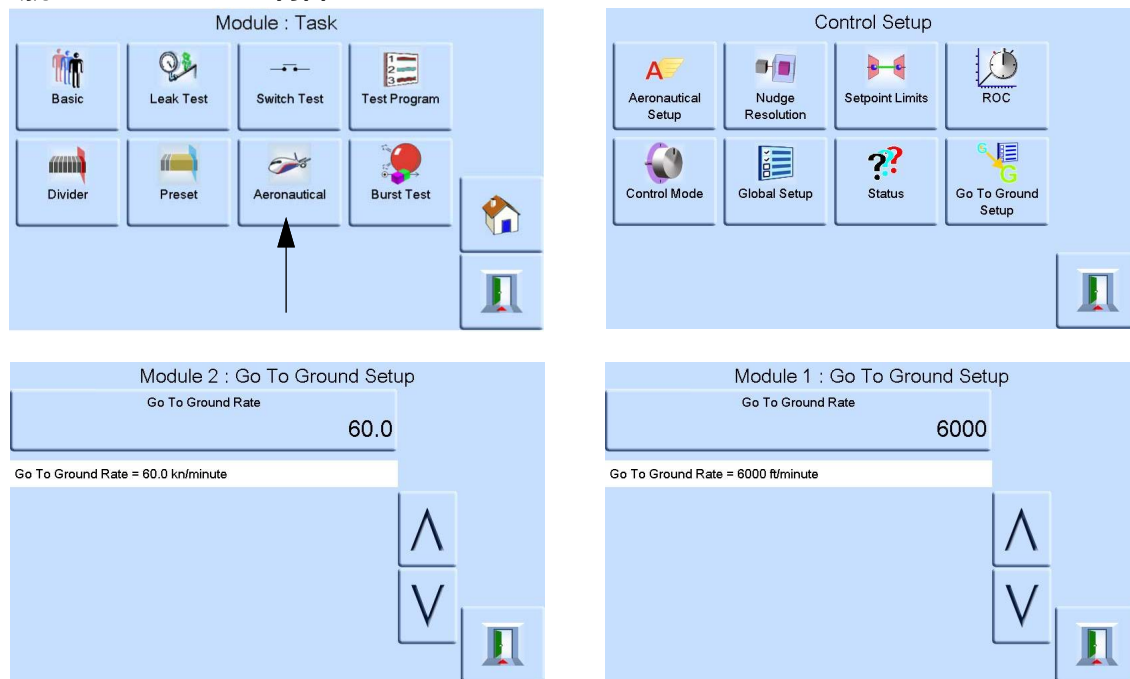 Module : Task
Basic
Leak Test
Switch Test
1
2
3
Test Program
Divider
Preset
Aeronautical
Burst Test
Control Setup
A
Aeronautical
Setup
Nudge
Resolution
Setpoint Limits
ROC
Control Mode
Global Setup
???
Status
G
G
Go To Ground
Setup
Module 2 : Go To Ground Setup
Go To Ground Rate
60.0
Go To Ground Rate = 60.0 kn/minute
Λ
V
Module 1 : Go To Ground Setup
Go To Ground Rate
6000
Go To Ground Rate = 6000 ft/minute
Λ
V